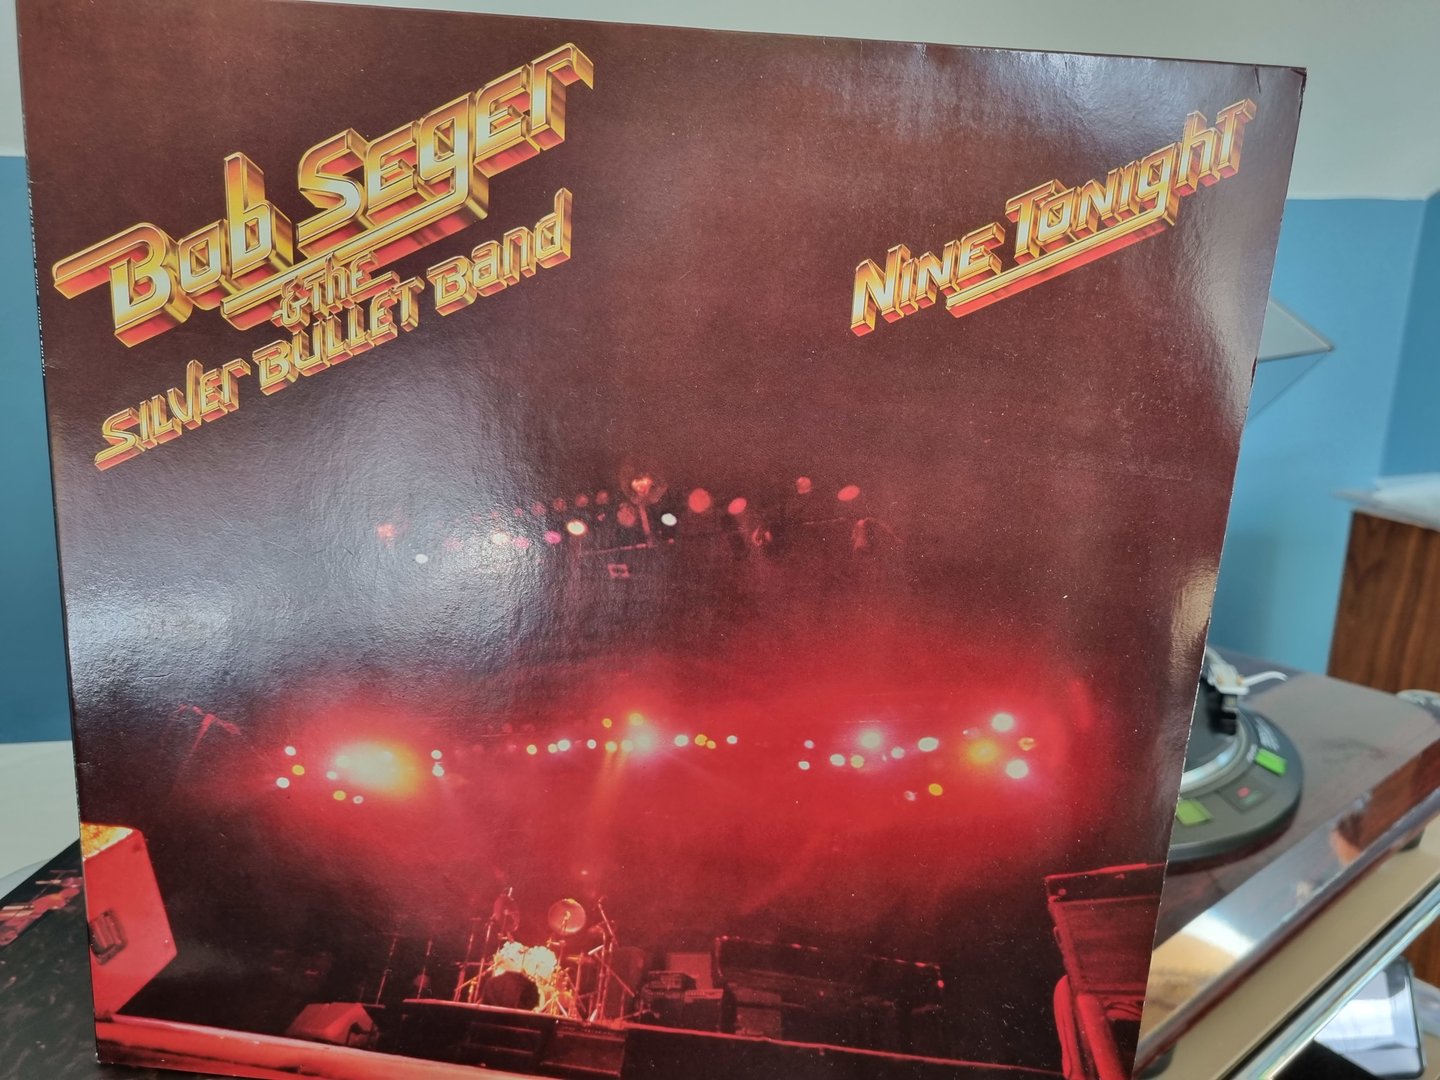 Bob Seger
& the
Silver Bullet Band
Nine Tonight